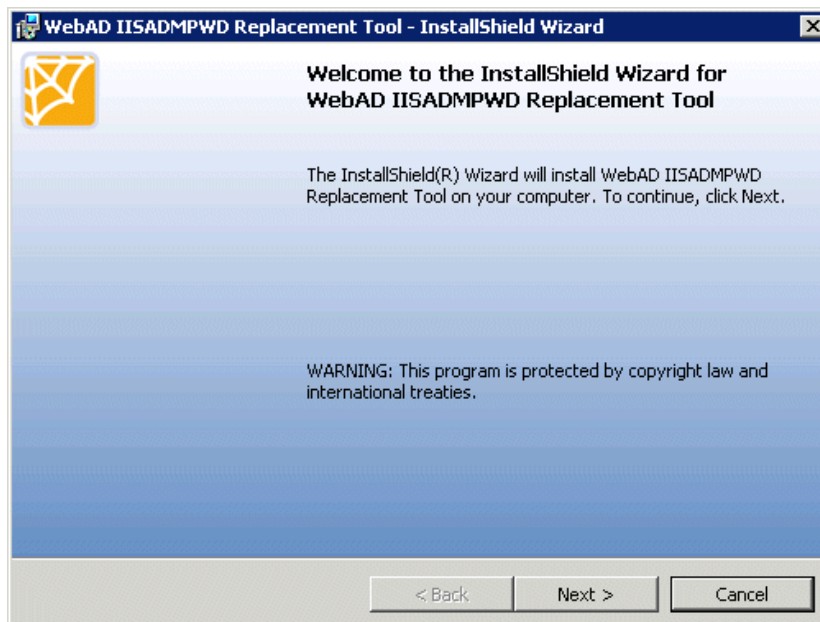 WebAD IISADMPWD Replacement Tool - InstallShield Wizard
Welcome to the InstallShield Wizard for
WebAD IISADMPWD Replacement Tool
The InstallShield(R) Wizard will install WebAD IISADMPWD
Replacement Tool on your computer. To continue, click Next.
WARNING: This program is protected by copyright law and
international treaties.
< Back
Next >
Cancel